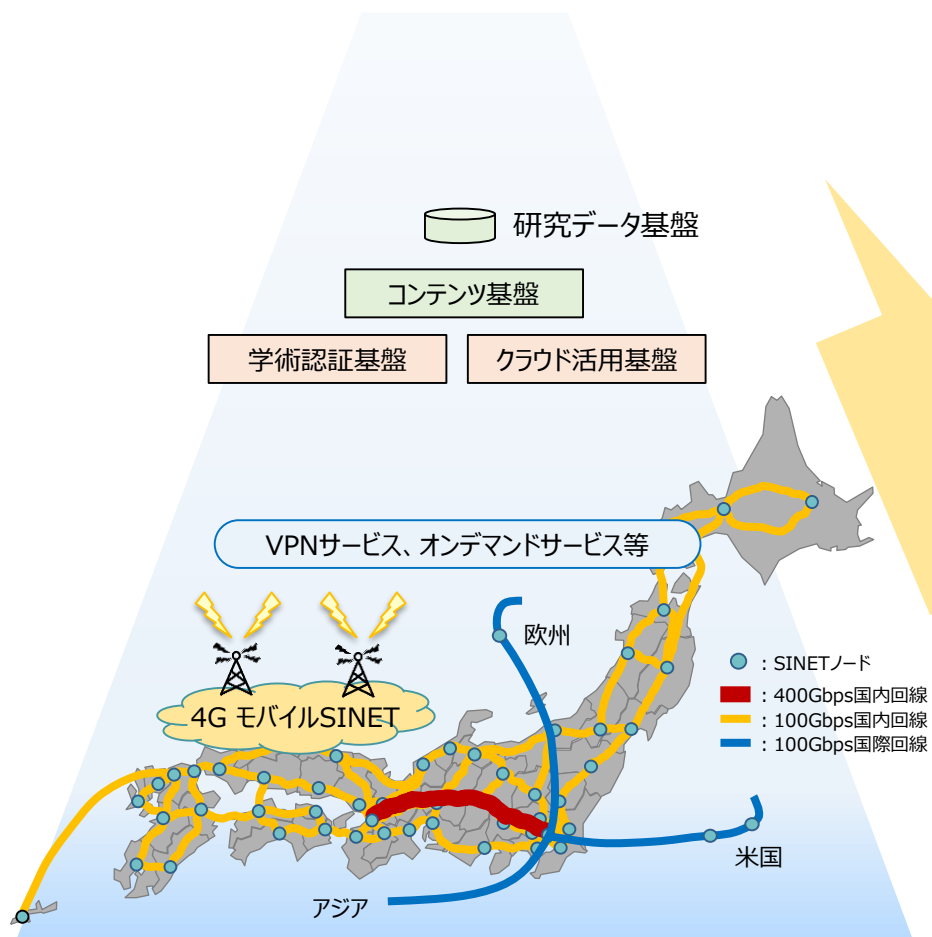 研究データ基盤
コンテンツ基盤
学術認証基盤
クラウド活用基盤
VPNサービス、オンデマンドサービス等
欧州
：SINETノード
：400Gbps国内回線
：100Gbps国内回線
：100Gbps国際回線
4G モバイルSINET
米国
アジア